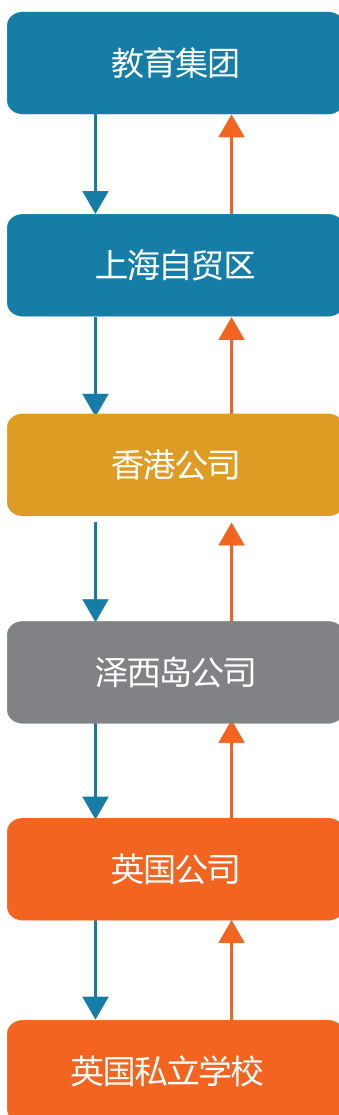 教育集团
上海自贸区
香港公司
泽西岛公司
英国公司
英国私立学校